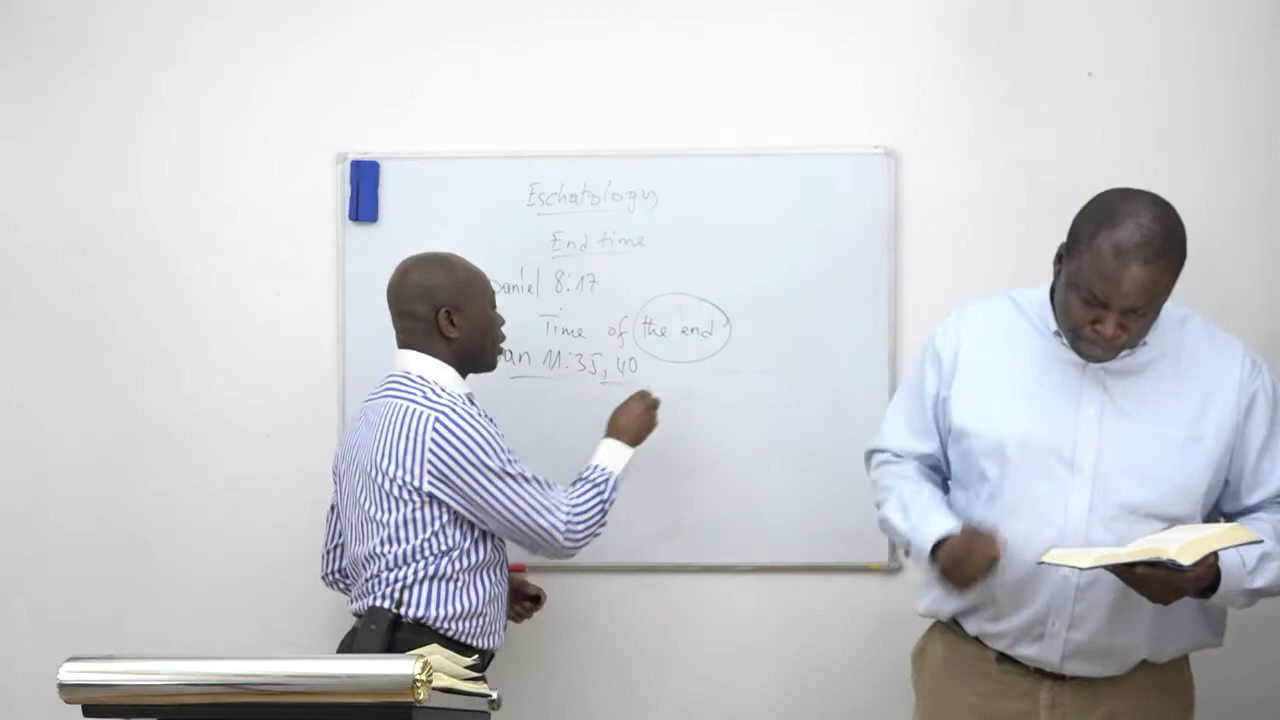 Eschatology
End time
Daniel 8:17
Time of the end
Dan 11:35, 40